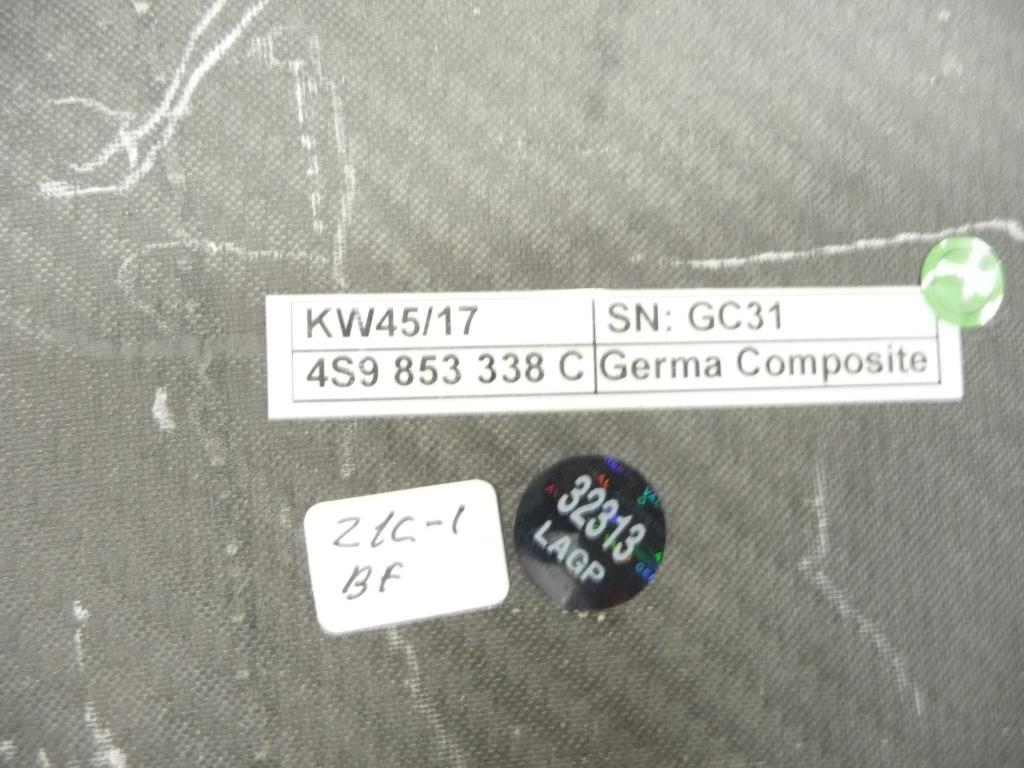 KW45/17
SN: GC31
4S9 853 338 C
Germa Composite
21C-1
BF
32313
LAGP